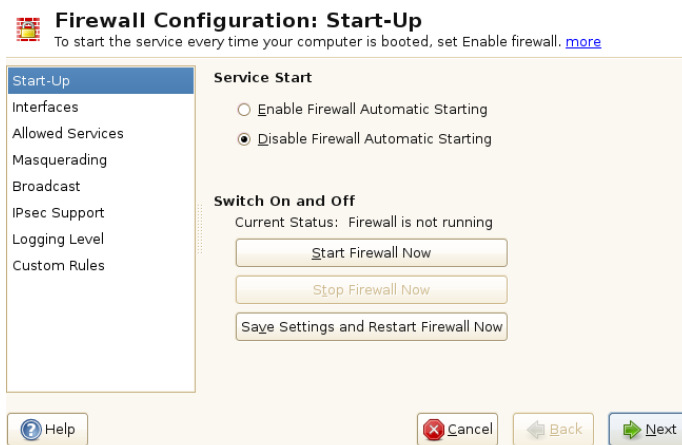 Firewall Configuration: Start-Up
To start the service every time your computer is booted, set Enable firewall. more
Start-Up
Interfaces
Allowed Services
Masquerading
Broadcast
IPsec Support
Logging Level
Custom Rules
Service Start
Enable Firewall Automatic Starting
Disable Firewall Automatic Starting
Switch On and Off
Current Status: Firewall is not running
Start Firewall Now
Stop Firewall Now
Save Settings and Restart Firewall Now
Help
Cancel
Back
Next